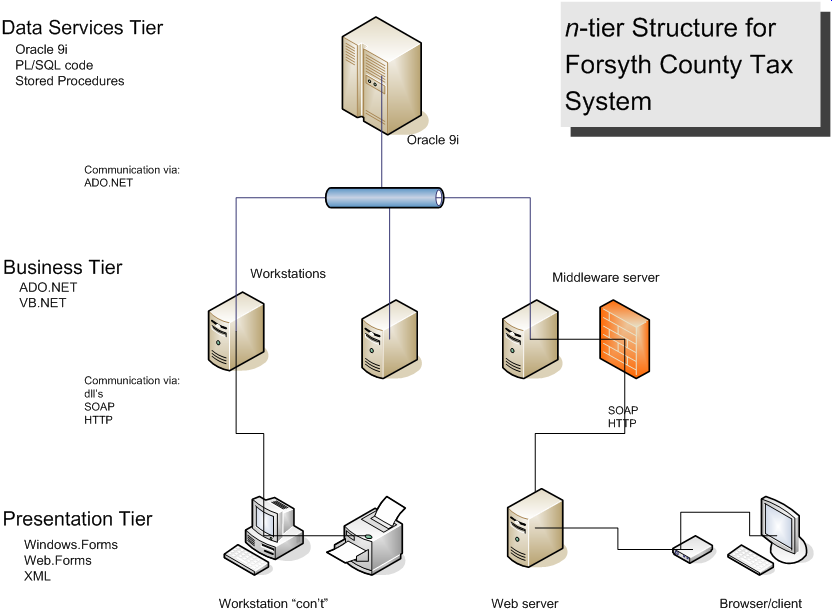 Data Services Tier
Oracle 9i
PL/SQL code
Stored Procedures
n-tier Structure for
Forsyth County Tax
System
Oracle 9i
Communication via:
ADO.NET
Business Tier
ADO.NET
VB.NET
Workstations
Middleware server
Communication via:
dll's
SOAP
HTTP
SOAP
HTTP
Presentation Tier
Windows.Forms
Web.Forms
XML
Workstation “con’t”
Web server
Browser/client